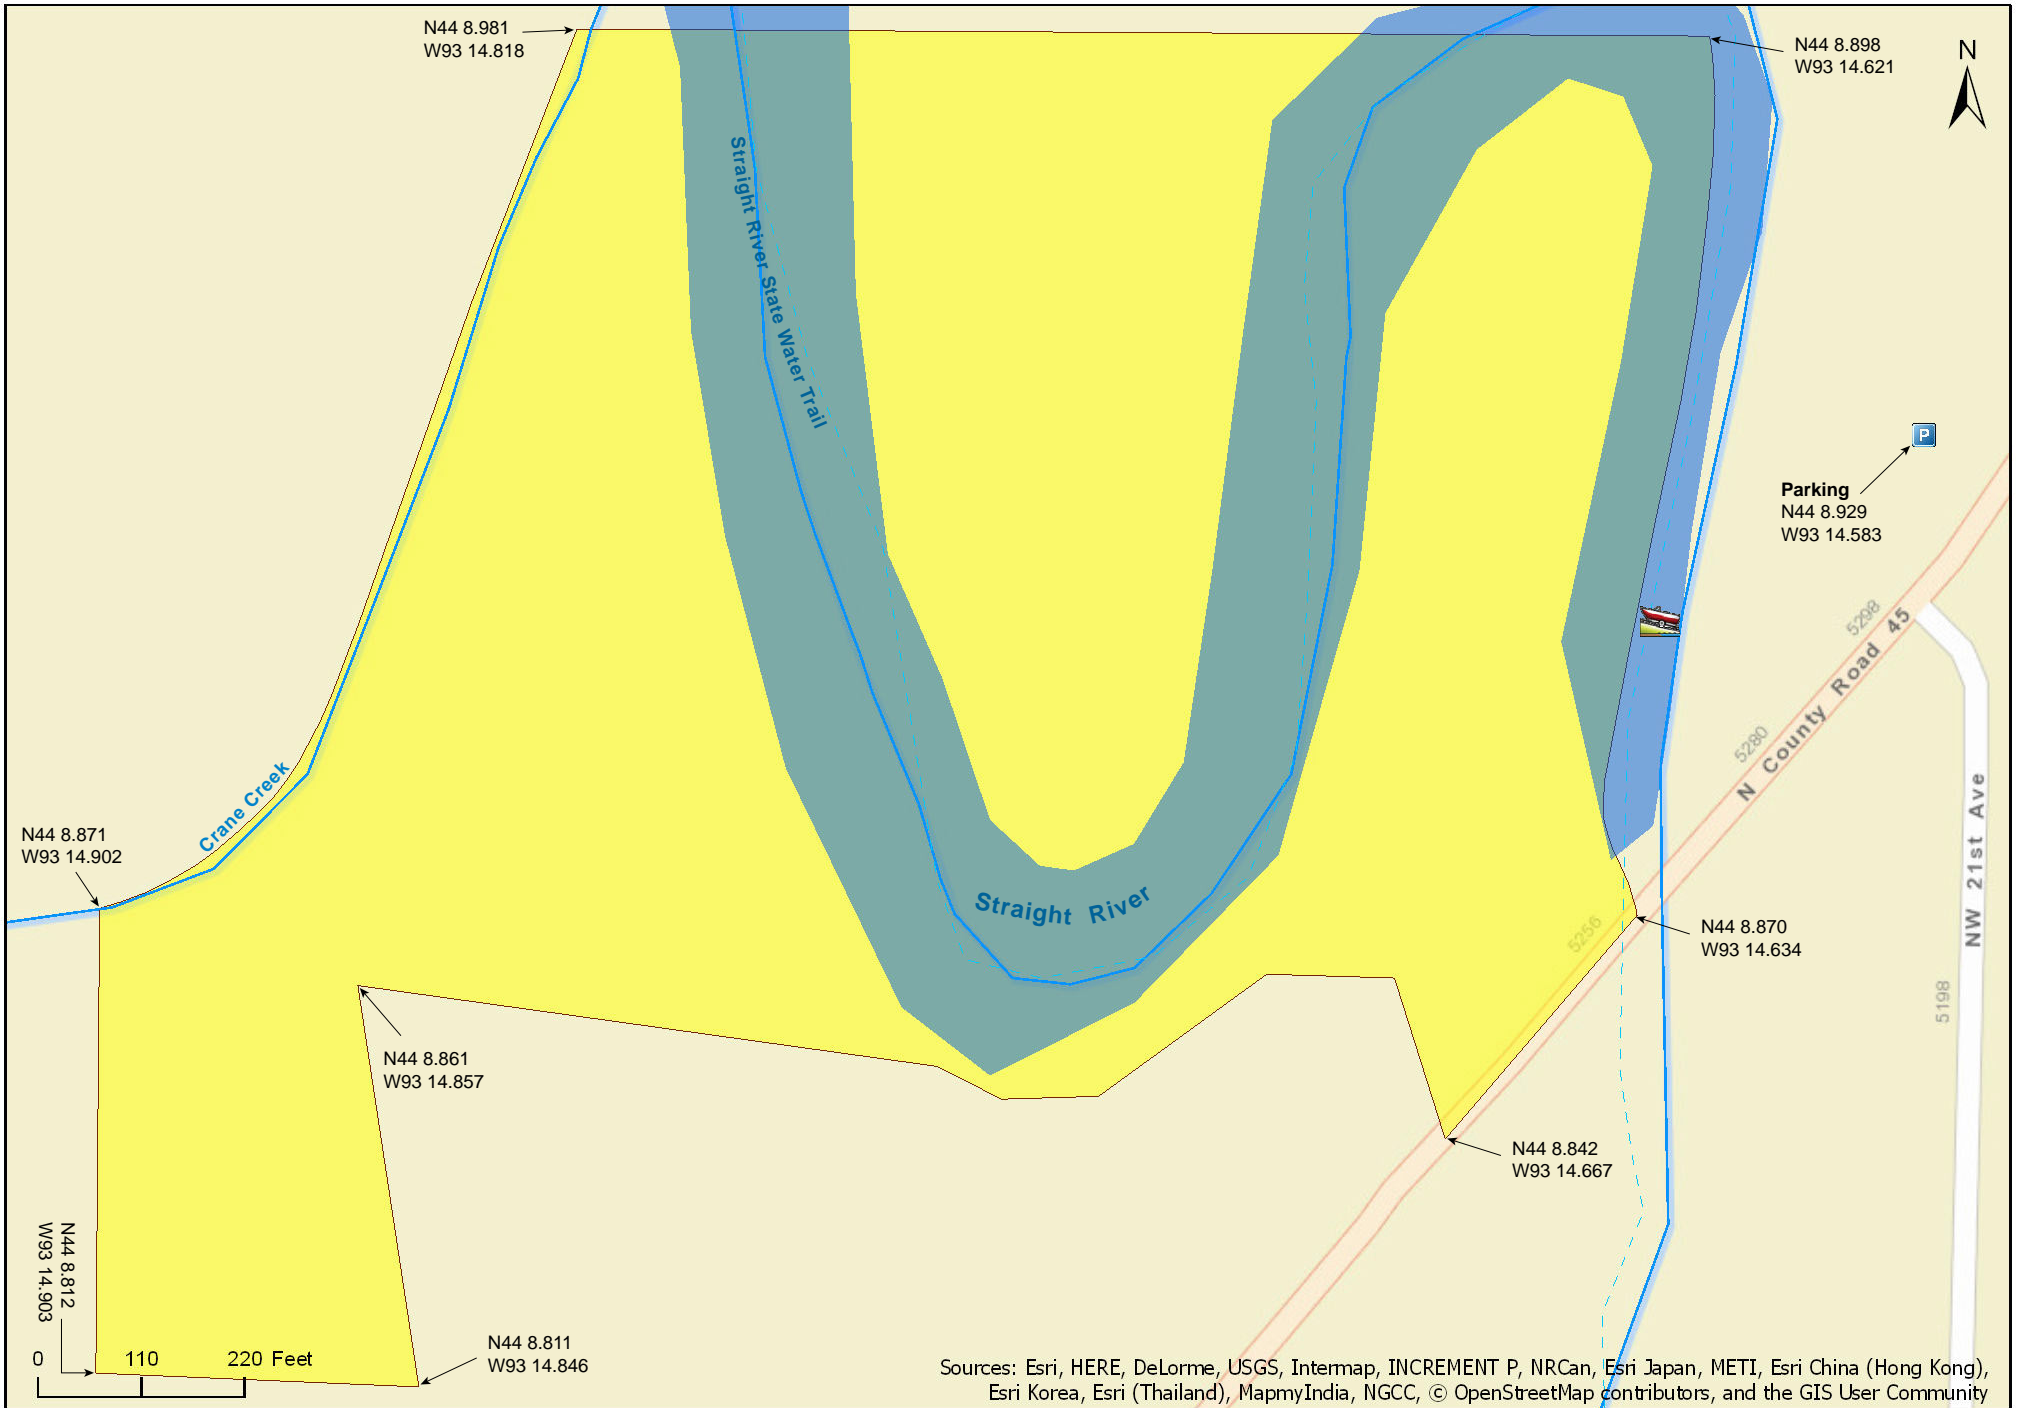 N44 8.981
W93 14.818
N44 8.898
W93 14.621
N
Straight River State Water Trail
P
Parking
N44 8.929
W93 14.583
5298
N County Road 45
5280
NW 21st Ave
Crane Creek
N44 8.871
W93 14.902
Straight River
5256
N44 8.870
W93 14.634
5198
N44 8.861
W93 14.857
N44 8.842
W93 14.667
N44 8.812
W93 14.903
N44 8.811
W93 14.846
0 110 220 Feet
Sources: Esri, HERE, DeLorme, USGS, Intermap, INCREMENT P, NRCan, Esri Japan, METI, Esri China (Hong Kong),
Esri Korea, Esri (Thailand), MapmyIndia, NGCC, © OpenStreetMap contributors, and the GIS User Community